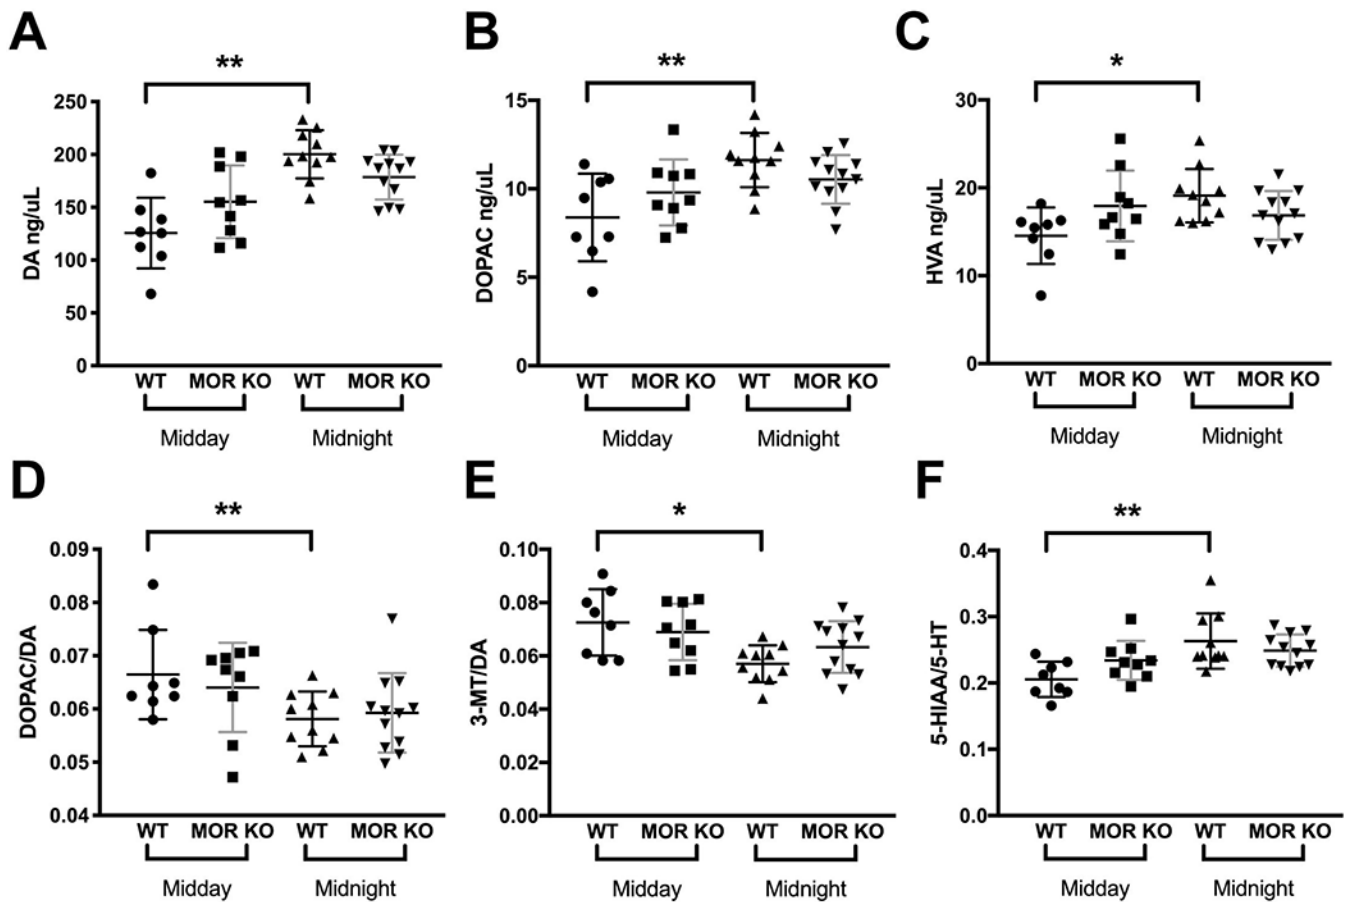 A
**
DA ng/uL
250
200
150
100
50
0
WT MOR KO WT MOR KO
Midday Midnight
B
**
DOPAC ng/uL
15
10
5
0
WT MOR KO WT MOR KO
Midday Midnight
C
*
HVA ng/uL
30
20
10
0
WT MOR KO WT MOR KO
Midday Midnight
D
**
DOPAC/DA
0.09
0.08
0.07
0.06
0.05
0.04
WT MOR KO WT MOR KO
Midday Midnight
E
*
3-MT/DA
0.10
0.08
0.06
0.04
0.02
0.00
WT MOR KO WT MOR KO
Midday Midnight
F
**
5-HIAA/5-HT
0.4
0.3
0.2
0.1
0.0
WT MOR KO WT MOR KO
Midday Midnight